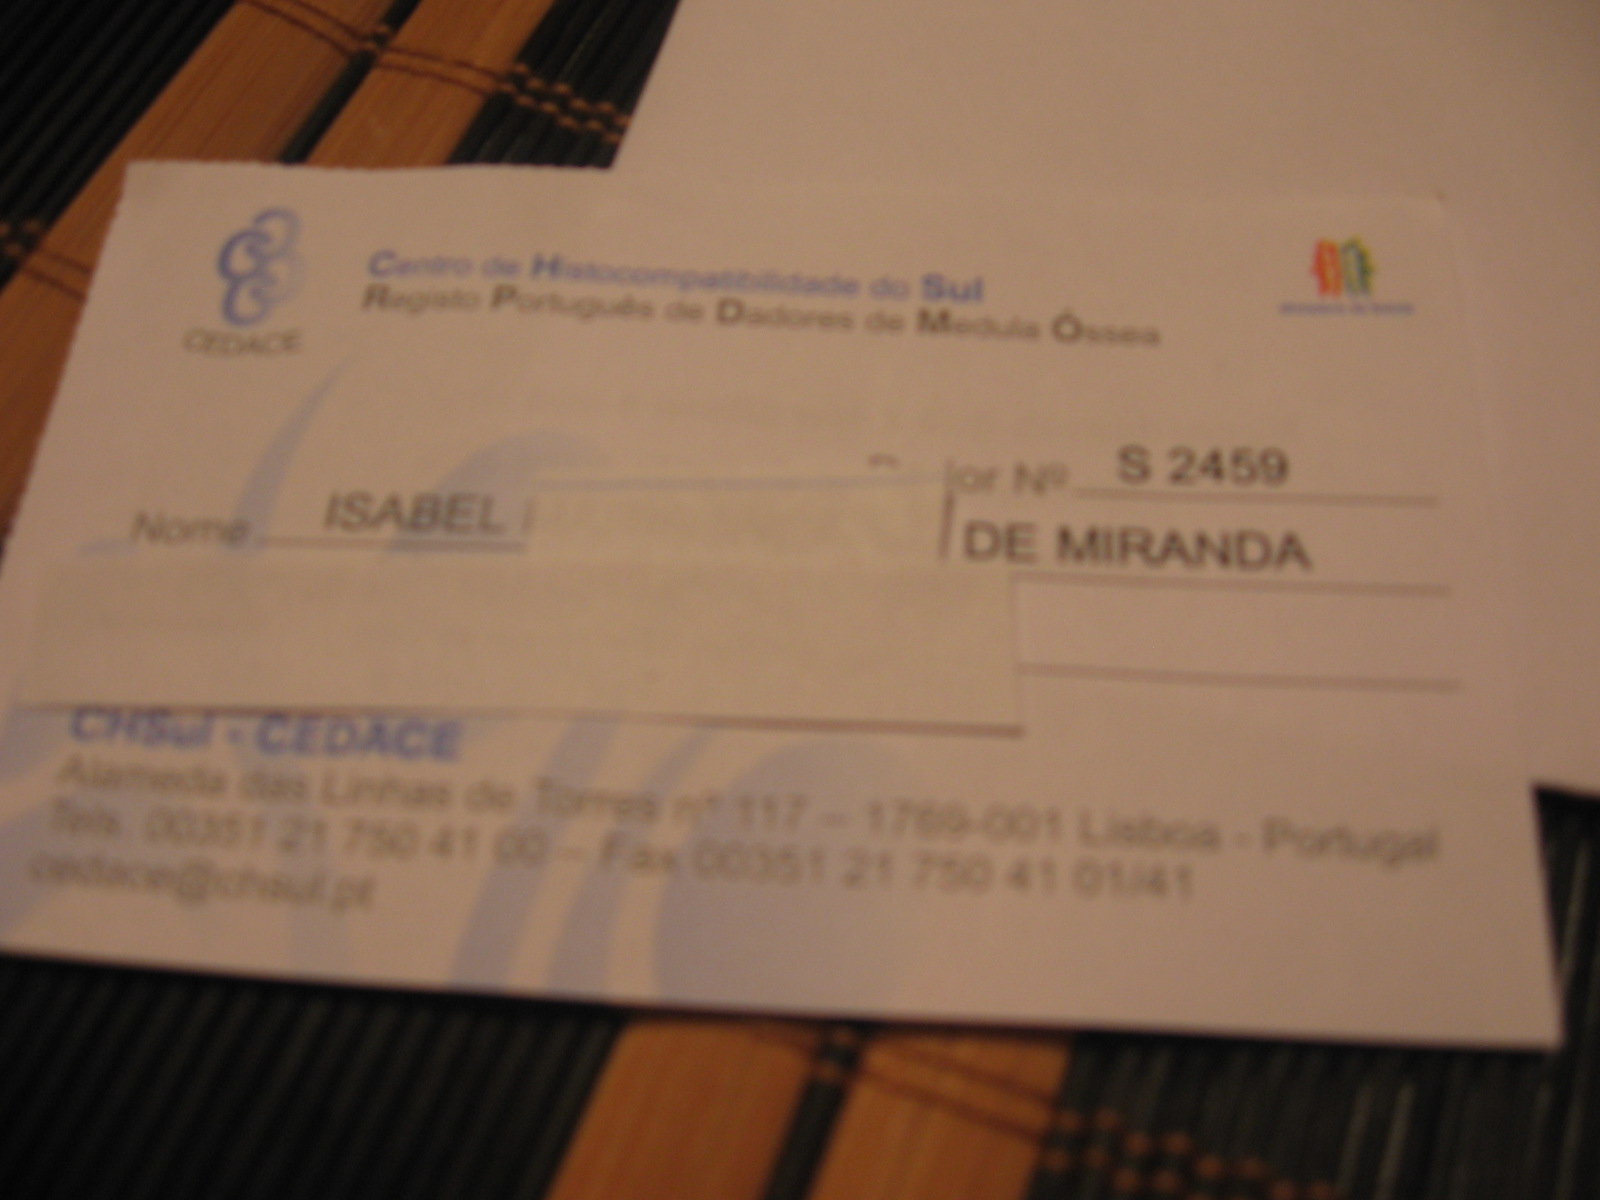 Centro de Histocompatibilidade do Sul
Registo Português de Dadores de Medula Óssea
CEDACE
or Nº S 2459
Nome ISABEL DE MIRANDA
CHSul - CEDACE
Alameda das Linhas de Torres nº 117 – 1769-001 Lisboa - Portugal
Tels. 00351 21 750 41 00 – Fax 00351 21 750 41 01/41
cedace@chsul.pt